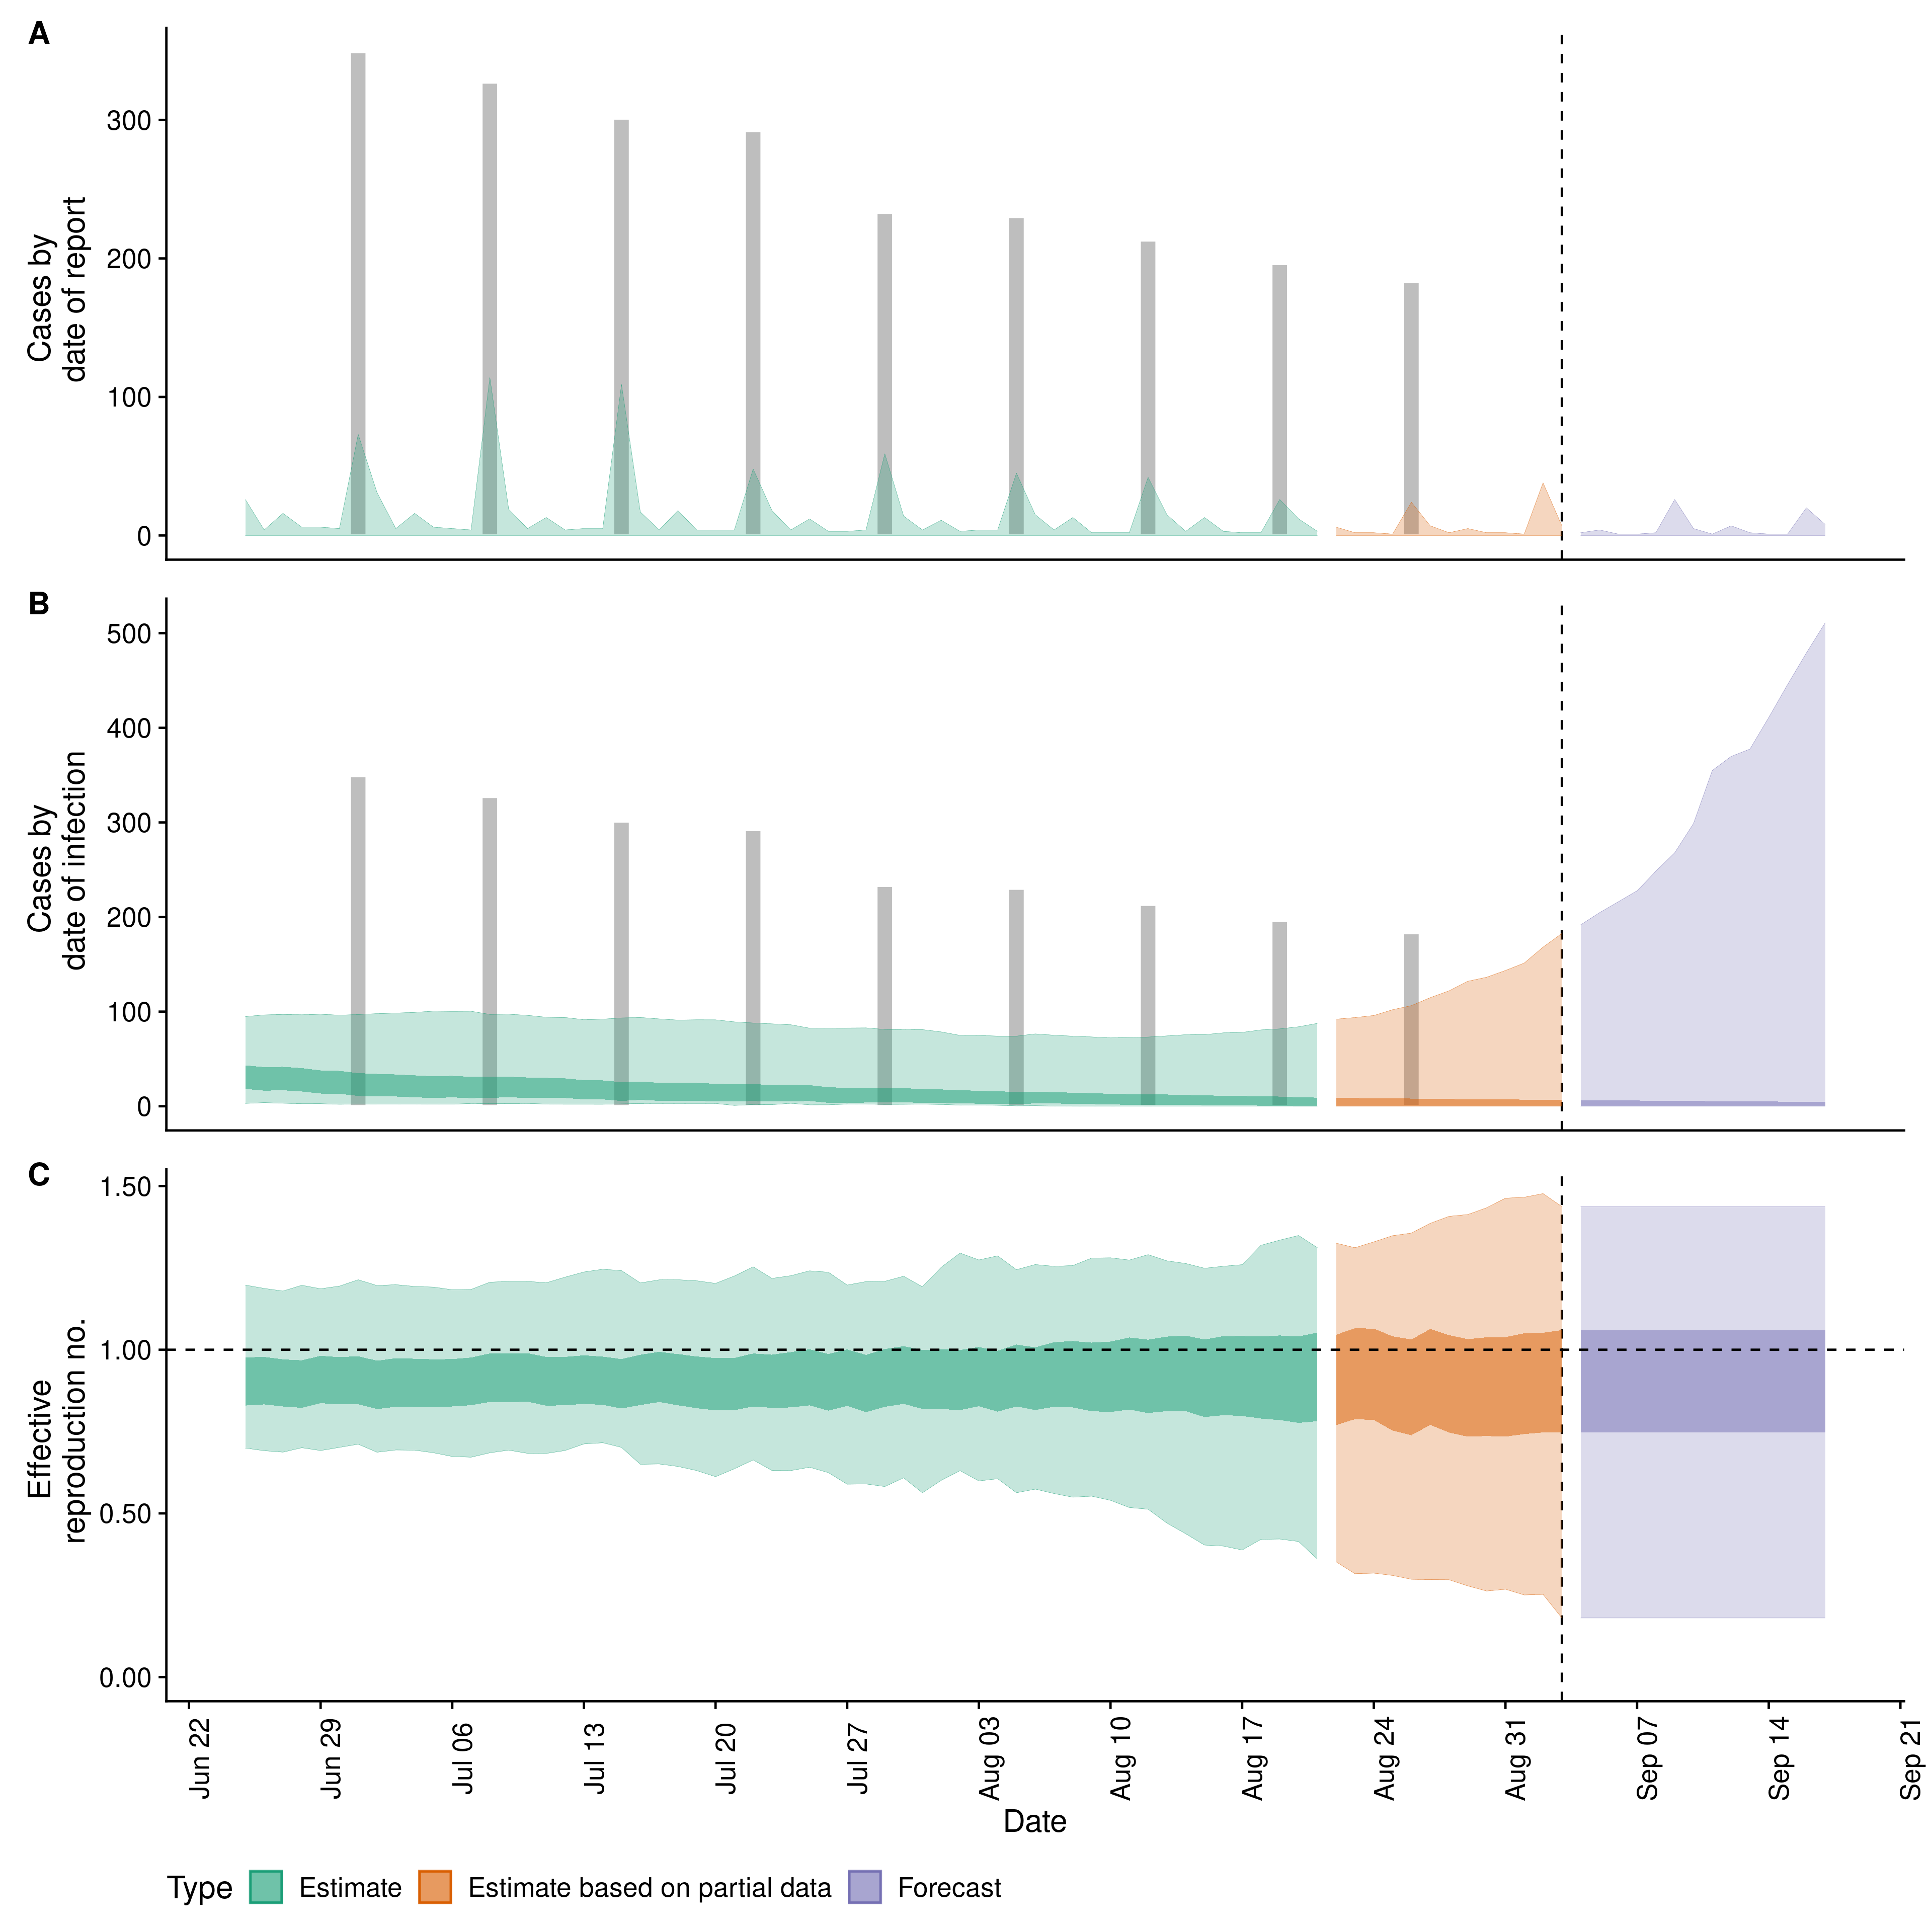 A
Cases by
date of report
300
200
100
0
B
Cases by
date of infection
500
400
300
200
100
0
C
Effective
reproduction no.
1.50
1.00
0.50
0.00
Jun 22
Jun 29
Jul 06
Jul 13
Jul 20
Jul 27
Aug 03
Aug 10
Aug 17
Aug 24
Aug 31
Sep 07
Sep 14
Sep 21
Date
Type Estimate Estimate based on partial data Forecast